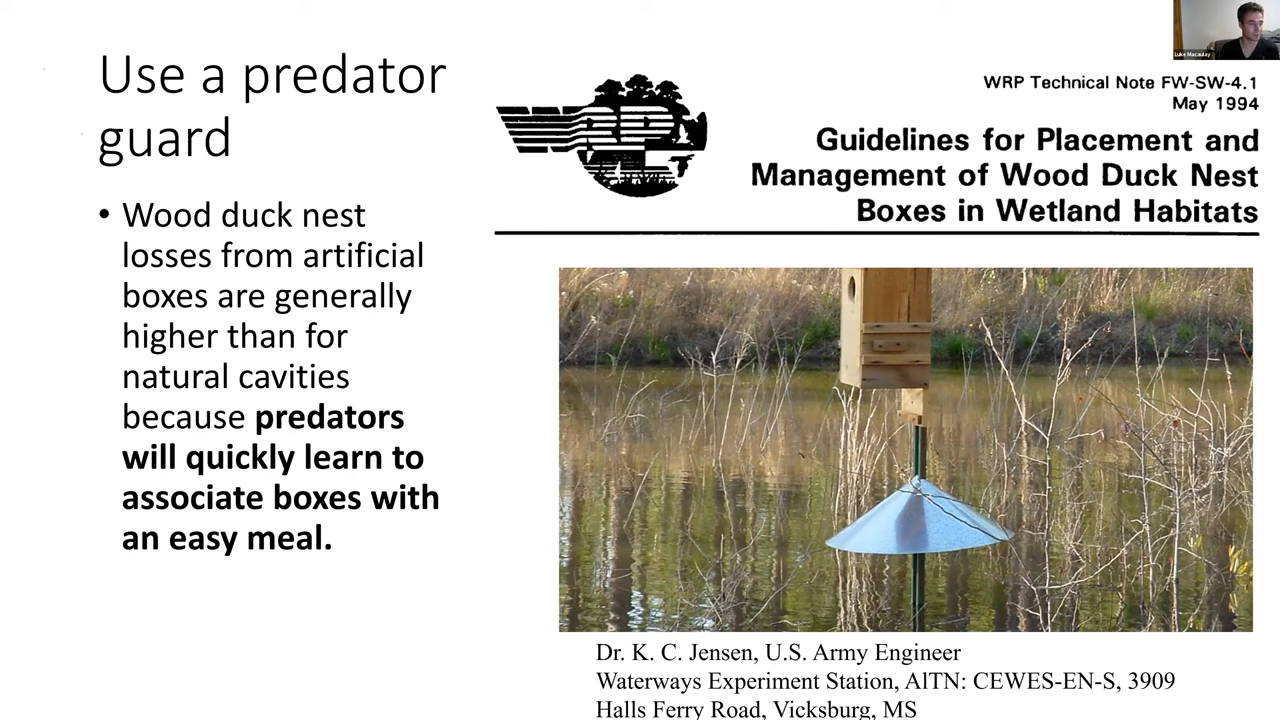 Use a predator
guard
• Wood duck nest
losses from artificial
boxes are generally
higher than for
natural cavities
because predators
will quickly learn to
associate boxes with
an easy meal.
Luke Macaulay
WRP Technical Note FW-SW-4.1
May 1994
Guidelines for Placement and
Management of Wood Duck Nest
Boxes in Wetland Habitats
Dr. K. C. Jensen, U.S. Army Engineer
Waterways Experiment Station, AlTN: CEWES-EN-S, 3909
Halls Ferry Road, Vicksburg, MS